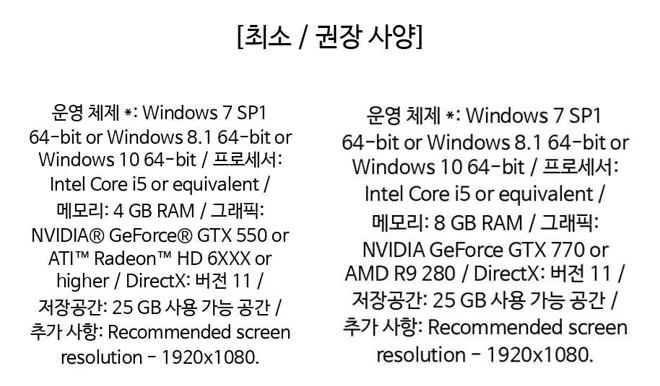 [최소 / 권장 사양]
운영 체제 *: Windows 7 SP1
64-bit or Windows 8.1 64-bit or
Windows 10 64-bit / 프로세서:
Intel Core i5 or equivalent /
메모리: 4 GB RAM / 그래픽:
NVIDIA® GeForce® GTX 550 or
ATI™ Radeon™ HD 6XXX or
higher / DirectX: 버전 11 /
저장공간: 25 GB 사용 가능 공간 /
추가 사항: Recommended screen
resolution - 1920x1080.
운영 체제 *: Windows 7 SP1
64-bit or Windows 8.1 64-bit or
Windows 10 64-bit / 프로세서:
Intel Core i5 or equivalent /
메모리: 8 GB RAM / 그래픽:
NVIDIA GeForce GTX 770 or
AMD R9 280 / DirectX: 버전 11 /
저장공간: 25 GB 사용 가능 공간 /
추가 사항: Recommended screen
resolution - 1920x1080.